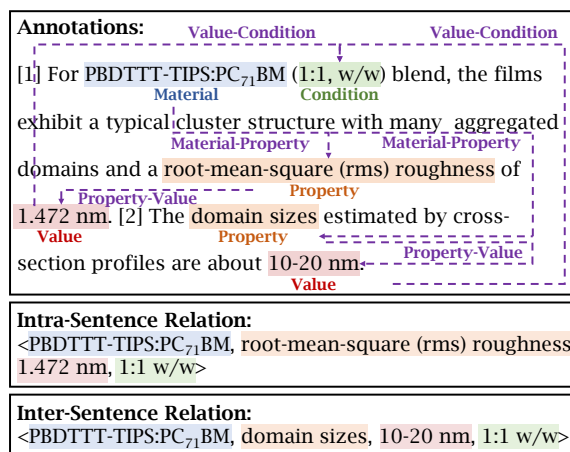 Annotations:
Value-Condition
Value-Condition
[1] For PBDTTT-TIPS:PC₇₁BM (1:1, w/w) blend, the films
Material
Condition
exhibit a typical cluster structure with many aggregated
Material-Property
Material-Property
domains and a root-mean-square (rms) roughness of
Property-Value
Property
1.472 nm. [2] The domain sizes estimated by cross-
Value
Property
Property-Value
section profiles are about 10-20 nm.
Value
Intra-Sentence Relation:
<PBDTTT-TIPS:PC₇₁BM, root-mean-square (rms) roughness
1.472 nm, 1:1 w/w>
Inter-Sentence Relation:
<PBDTTT-TIPS:PC₇₁BM, domain sizes, 10-20 nm, 1:1 w/w>